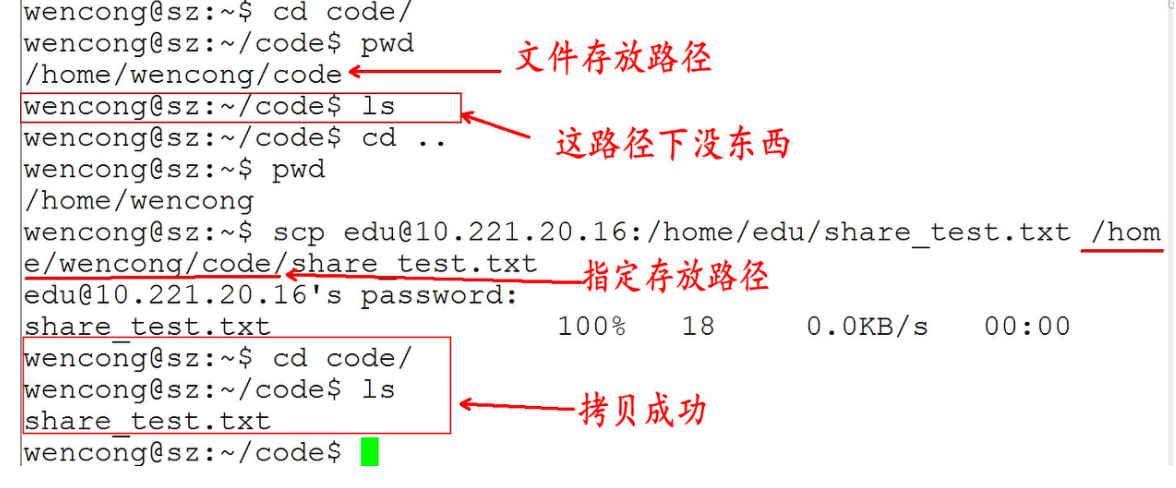 wencong@sz:~$ cd code/
wencong@sz:~/code$ pwd
文件存放路径
/home/wencong/code
wencong@sz:~/code$ ls
wencong@sz:~/code$ cd ..
这路径下没东西
wencong@sz:~$ pwd
/home/wencong
wencong@sz:~$ scp edu@10.221.20.16:/home/edu/share_test.txt /hom
e/wencong/code/share_test.txt
指定存放路径
edu@10.221.20.16's password:
share_test.txt 100% 18 0.0KB/s 00:00
wencong@sz:~$ cd code/
wencong@sz:~/code$ ls
拷贝成功
share_test.txt
wencong@sz:~/code$